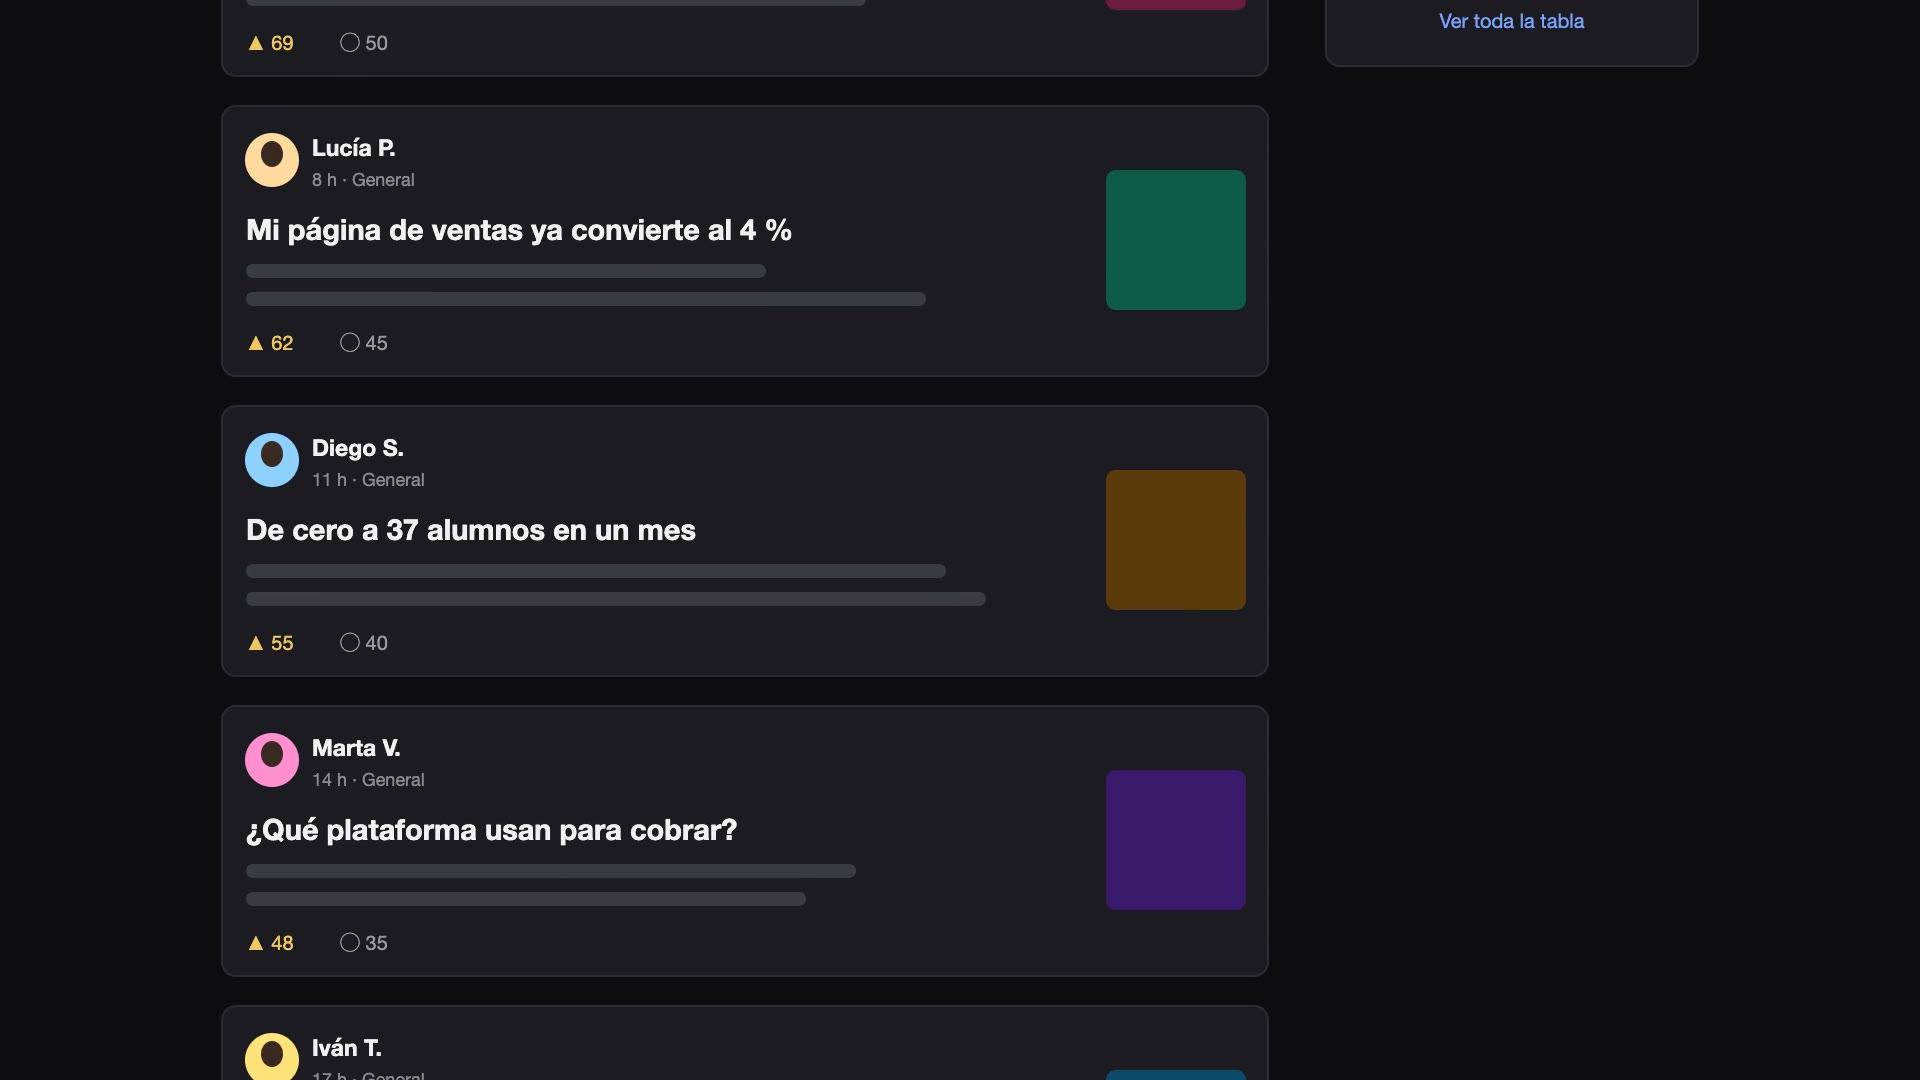 ▲ 69 ◯ 50
Ver toda la tabla
Lucía P.
8 h · General
Mi página de ventas ya convierte al 4 %
▲ 62 ◯ 45
Diego S.
11 h · General
De cero a 37 alumnos en un mes
▲ 55 ◯ 40
Marta V.
14 h · General
¿Qué plataforma usan para cobrar?
▲ 48 ◯ 35
Iván T.
17 h · General